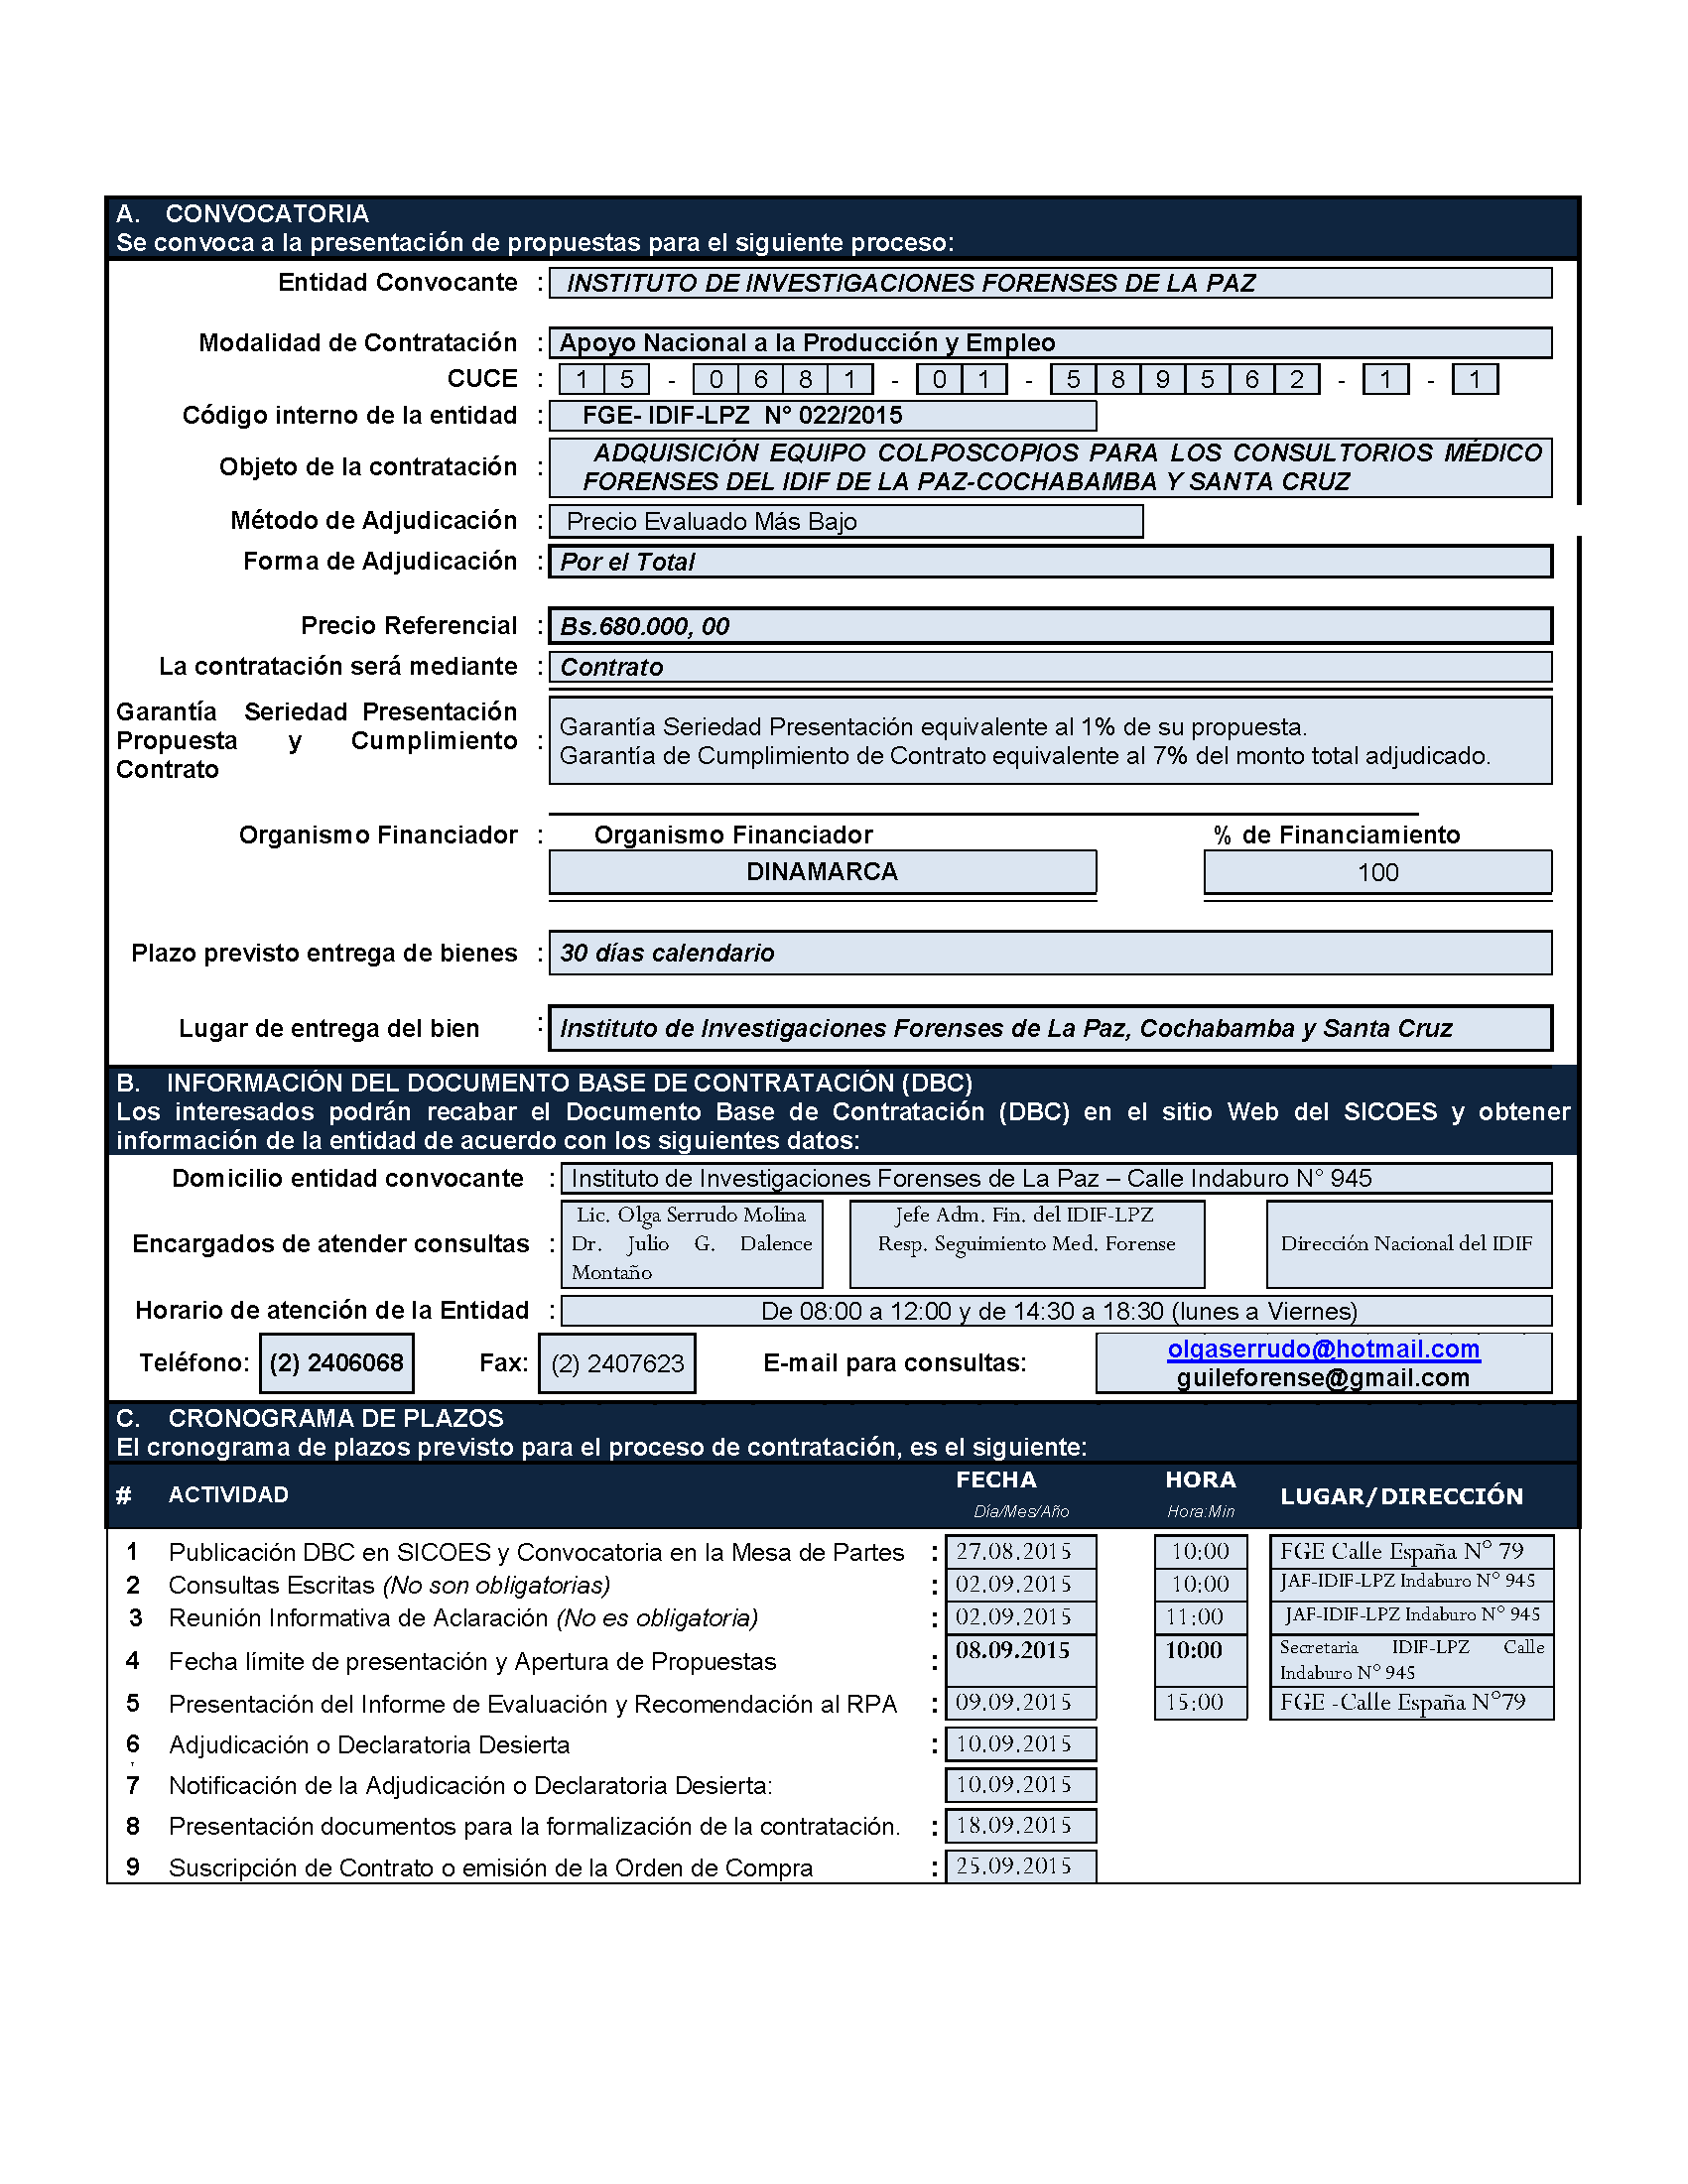 A. CONVOCATORIA
Se convoca a la presentación de propuestas para el siguiente proceso:
Entidad Convocante : INSTITUTO DE INVESTIGACIONES FORENSES DE LA PAZ
Modalidad de Contratación : Apoyo Nacional a la Producción y Empleo
CUCE : 1 5 - 0 6 8 1 - 0 1 - 5 8 9 5 6 2 - 1 - 1
Código interno de la entidad : FGE- IDIF-LPZ N° 022/2015
Objeto de la contratación : ADQUISICIÓN EQUIPO COLPOSCOPIOS PARA LOS CONSULTORIOS MÉDICO
FORENSES DEL IDIF DE LA PAZ-COCHABAMBA Y SANTA CRUZ
Método de Adjudicación : Precio Evaluado Más Bajo
Forma de Adjudicación : Por el Total
Precio Referencial : Bs.680.000, 00
La contratación será mediante : Contrato
Garantía Seriedad Presentación
Propuesta y Cumplimiento :
Contrato
Garantía Seriedad Presentación equivalente al 1% de su propuesta.
Garantía de Cumplimiento de Contrato equivalente al 7% del monto total adjudicado.
Organismo Financiador : Organismo Financiador % de Financiamiento
DINAMARCA 100
Plazo previsto entrega de bienes : 30 días calendario
Lugar de entrega del bien : Instituto de Investigaciones Forenses de La Paz, Cochabamba y Santa Cruz
B. INFORMACIÓN DEL DOCUMENTO BASE DE CONTRATACIÓN (DBC)
Los interesados podrán recabar el Documento Base de Contratación (DBC) en el sitio Web del SICOES y obtener
información de la entidad de acuerdo con los siguientes datos:
Domicilio entidad convocante : Instituto de Investigaciones Forenses de La Paz – Calle Indaburo N° 945
Encargados de atender consultas :
Lic. Olga Serrudo Molina
Dr. Julio G. Dalence
Montaño
Jefe Adm. Fin. del IDIF-LPZ
Resp. Seguimiento Med. Forense
Dirección Nacional del IDIF
Horario de atención de la Entidad : De 08:00 a 12:00 y de 14:30 a 18:30 (lunes a Viernes)
Teléfono: (2) 2406068 Fax: (2) 2407623 E-mail para consultas: olgaserrudo@hotmail.com
guileforense@gmail.com
C. CRONOGRAMA DE PLAZOS
El cronograma de plazos previsto para el proceso de contratación, es el siguiente:
# ACTIVIDAD FECHA HORA LUGAR/DIRECCIÓN
Día/Mes/Año Hora:Min
1 Publicación DBC en SICOES y Convocatoria en la Mesa de Partes : 27.08.2015 10:00 FGE Calle España N° 79
2 Consultas Escritas (No son obligatorias) : 02.09.2015 10:00 JAF-IDIF-LPZ Indaburo N° 945
3 Reunión Informativa de Aclaración (No es obligatoria) : 02.09.2015 11:00 JAF-IDIF-LPZ Indaburo N° 945
4 Fecha límite de presentación y Apertura de Propuestas : 08.09.2015 10:00 Secretaria IDIF-LPZ Calle
Indaburo N° 945
5 Presentación del Informe de Evaluación y Recomendación al RPA : 09.09.2015 15:00 FGE -Calle España N°79
6 Adjudicación o Declaratoria Desierta : 10.09.2015
7 Notificación de la Adjudicación o Declaratoria Desierta: 10.09.2015
8 Presentación documentos para la formalización de la contratación. : 18.09.2015
9 Suscripción de Contrato o emisión de la Orden de Compra : 25.09.2015